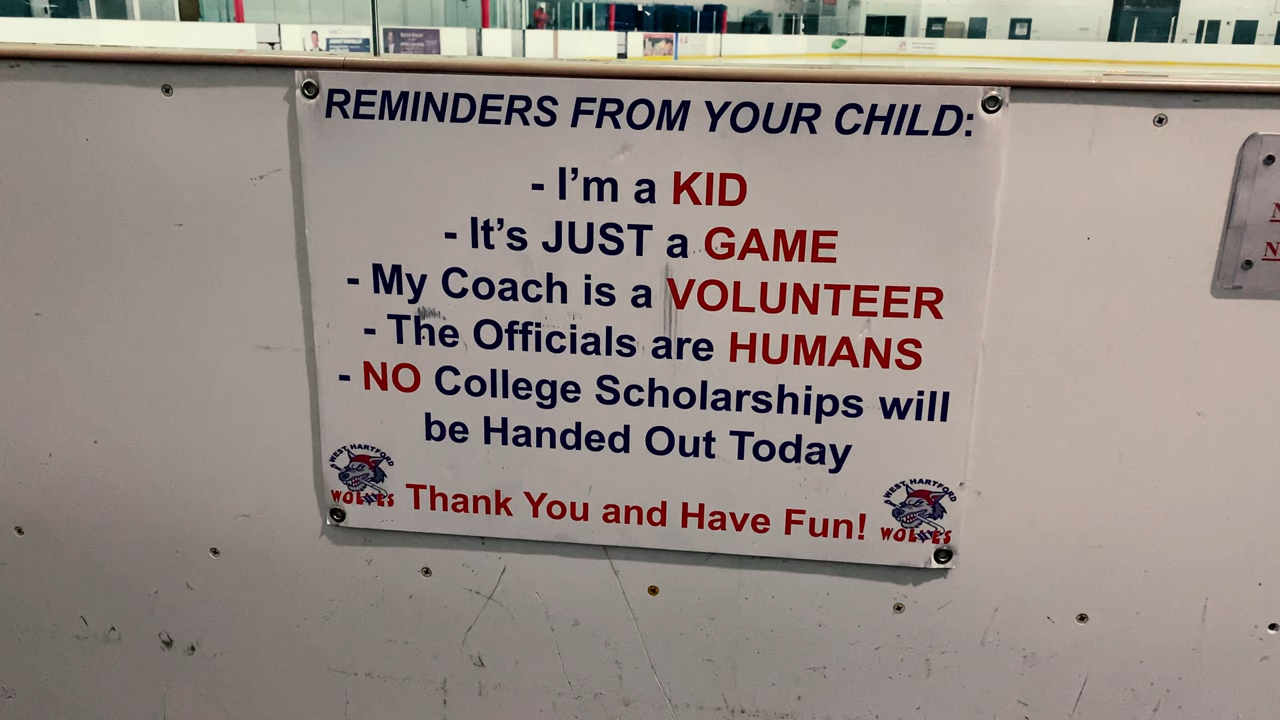 REMINDERS FROM YOUR CHILD:
- I'm a KID
- It's JUST a GAME
- My Coach is a VOLUNTEER
- The Officials are HUMANS
- NO College Scholarships will
be Handed Out Today
WEST HARTFORD
WOLVES
Thank You and Have Fun!
WEST HARTFORD
WOLVES